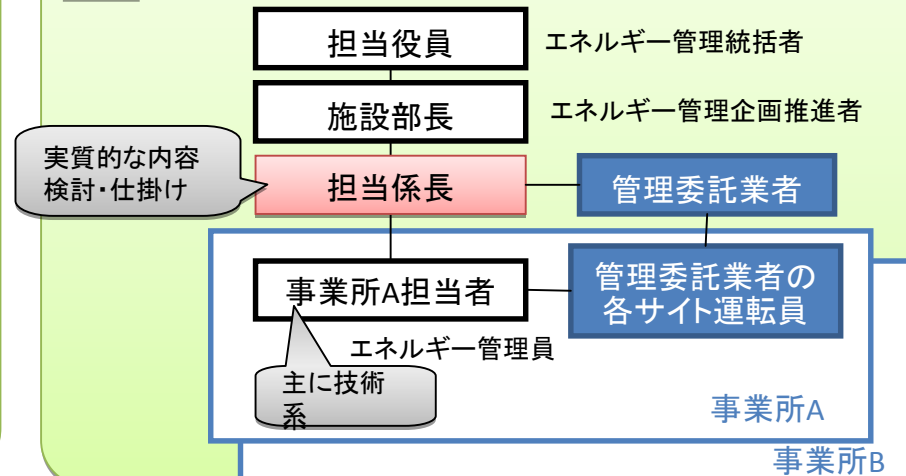 担当役員
エネルギー管理統括者
施設部長
エネルギー管理企画推進者
実質的な内容
検討・仕掛け
担当係長
管理委託業者
事業所A担当者
管理委託業者の
各サイト運転員
エネルギー管理員
主に技術
系
事業所A
事業所B